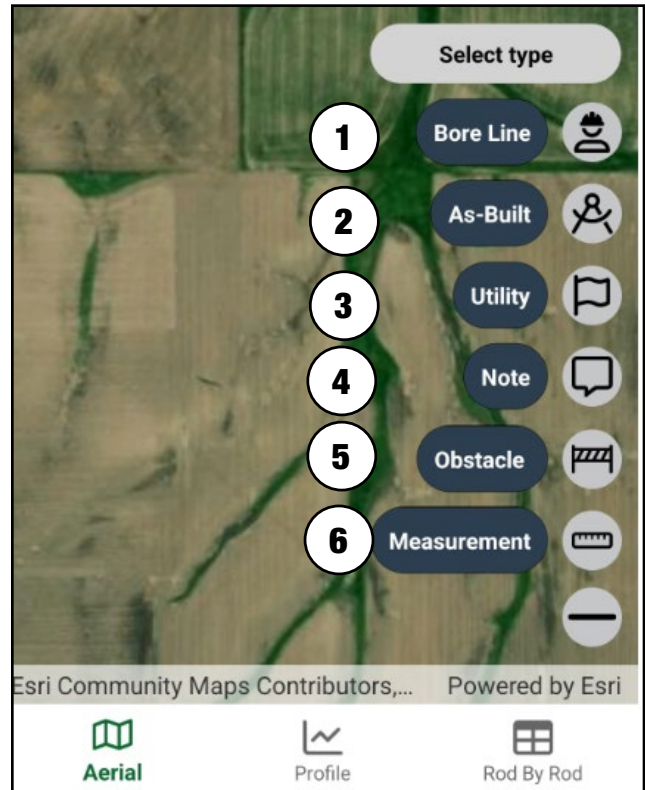 Select type
1 Bore Line
2 As-Built
3 Utility
4 Note
5 Obstacle
6 Measurement
Esri Community Maps Contributors,... Powered by Esri
Aerial Profile Rod By Rod